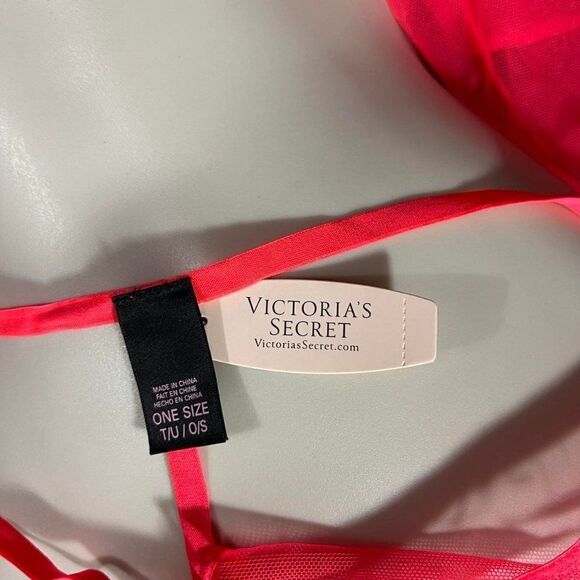 VICTORIA'S
SECRET
VictoriasSecret.com
MADE IN CHINA
FAIT EN CHINE
HECHO EN CHINA
ONE SIZE
T/U / O/S